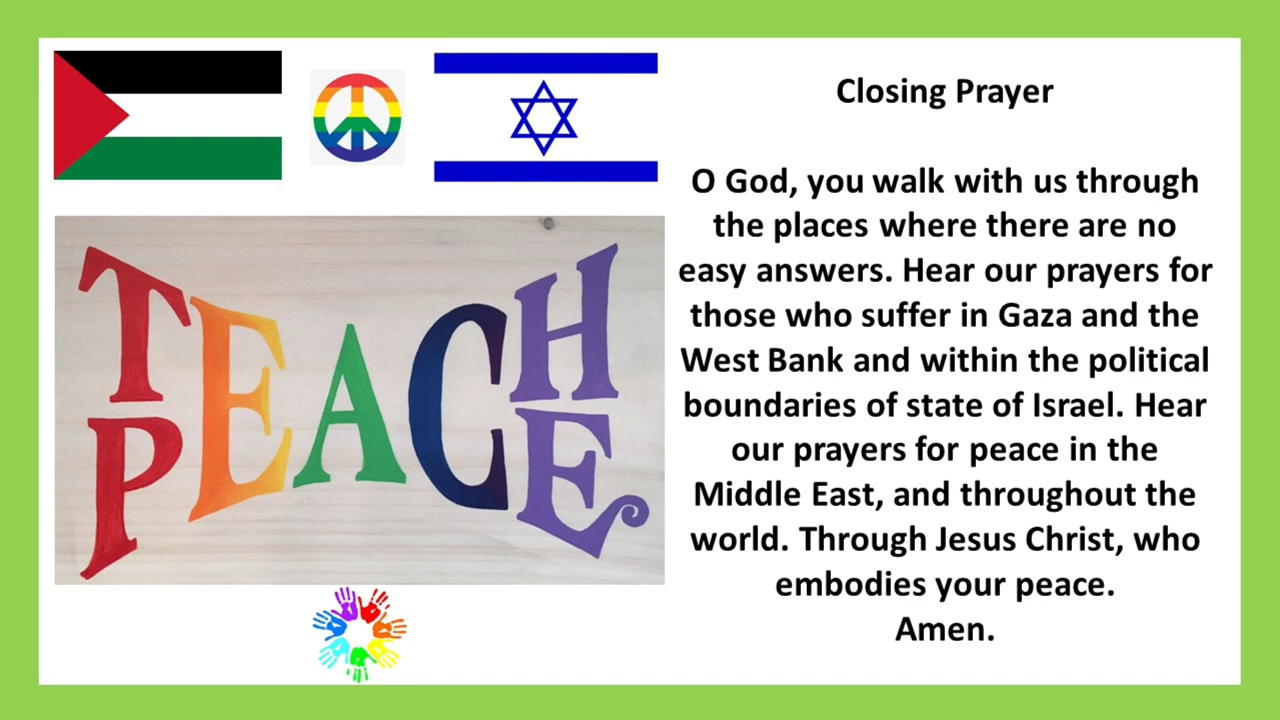 TEACH
PEACE
Closing Prayer
O God, you walk with us through
the places where there are no
easy answers. Hear our prayers for
those who suffer in Gaza and the
West Bank and within the political
boundaries of state of Israel. Hear
our prayers for peace in the
Middle East, and throughout the
world. Through Jesus Christ, who
embodies your peace.
Amen.